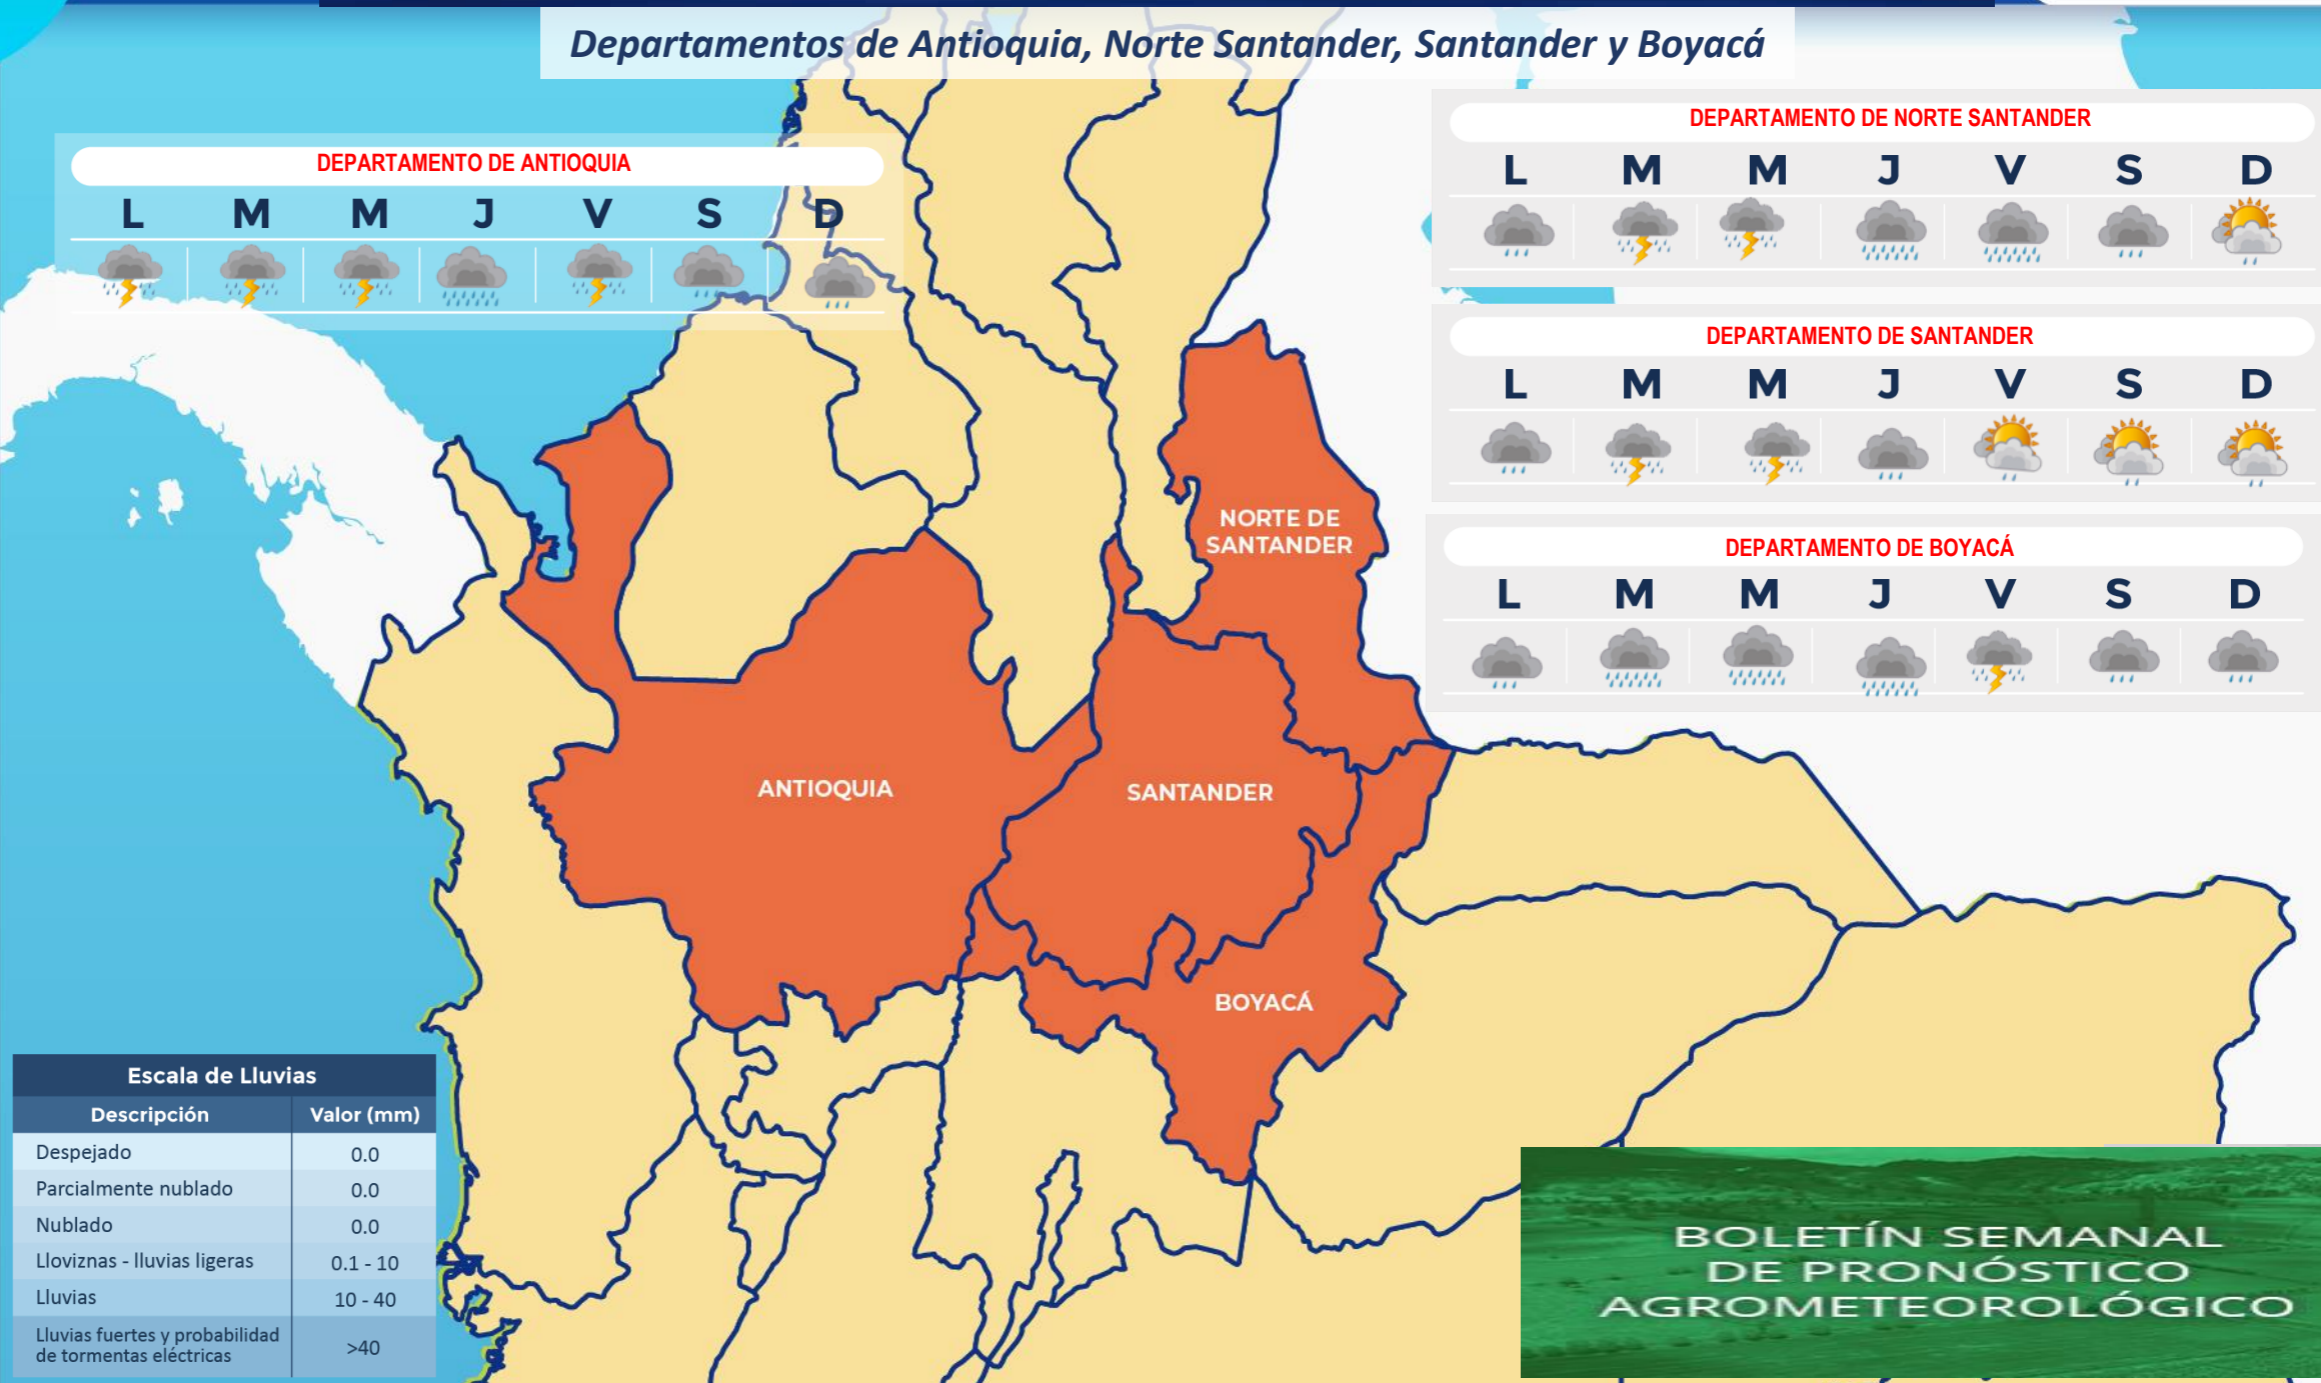 Departamentos de Antioquia, Norte Santander, Santander y Boyacá
DEPARTAMENTO DE ANTIOQUIA
L M M J V S D
DEPARTAMENTO DE NORTE SANTANDER
L M M J V S D
DEPARTAMENTO DE SANTANDER
L M M J V S D
DEPARTAMENTO DE BOYACÁ
L M M J V S D
NORTE DE
SANTANDER
ANTIOQUIA
SANTANDER
BOYACÁ
Escala de Lluvias
Descripción Valor (mm)
Despejado 0.0
Parcialmente nublado 0.0
Nublado 0.0
Lloviznas - lluvias ligeras 0.1 - 10
Lluvias 10 - 40
Lluvias fuertes y probabilidad
de tormentas eléctricas >40
BOLETÍN SEMANAL
DE PRONÓSTICO
AGROMETEOROLÓGICO